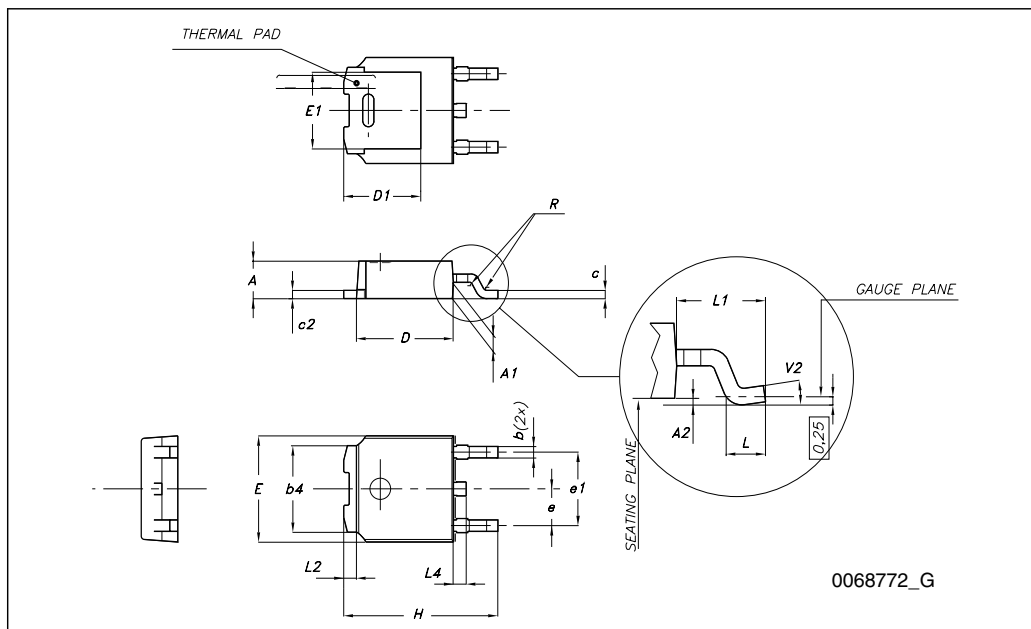 THERMAL PAD
E1
D1
R
A
c2
D
A1
c
L1
GAUGE PLANE
V2
A2
L
0,25
SEATING PLANE
b(2x)
E
b4
e
e1
L2
L4
H
0068772_G